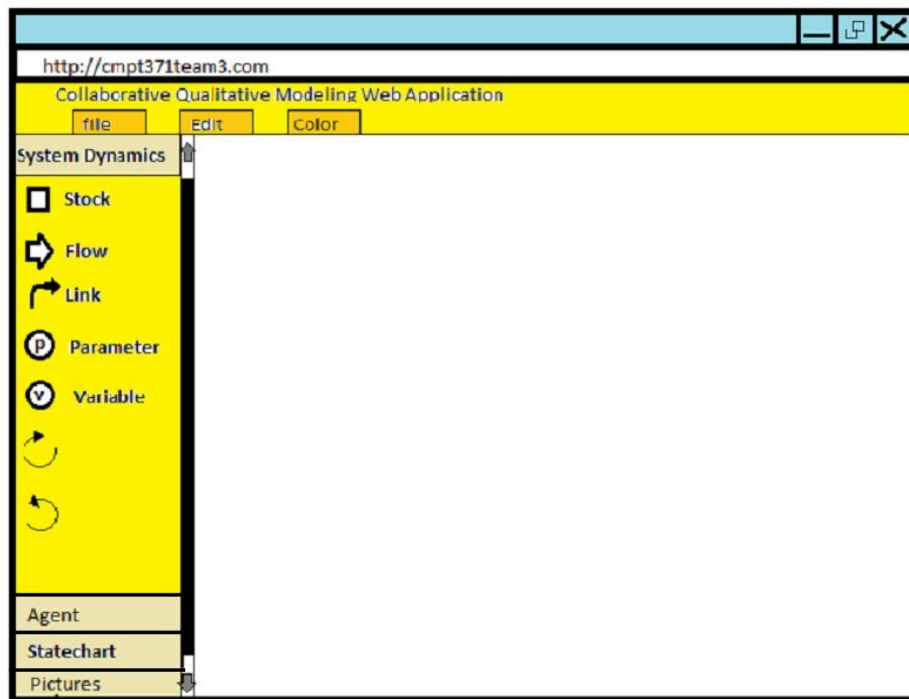 http://cmpt371team3.com
Collaborative Qualitative Modeling Web Application
file Edit Color
System Dynamics
Stock
Flow
Link
P Parameter
V Variable
Agent
Statechart
Pictures